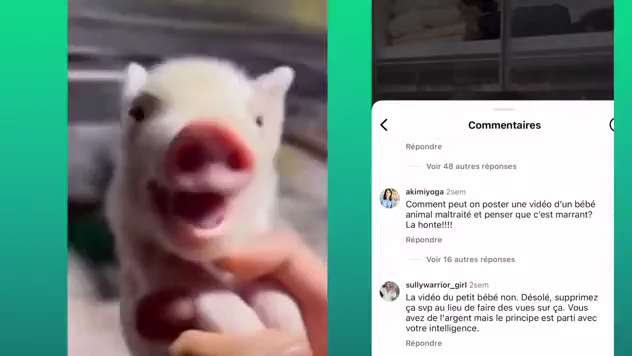 Commentaires
Répondre
Voir 48 autres réponses
akimiyoga 2sem
Comment peut on poster une vidéo d'un bébé
animal maltraité et penser que c'est marrant?
La honte!!!!
Répondre
Voir 16 autres réponses
sullywarrior_girl 2sem
La vidéo du petit bébé non. Désolé, supprimez
ça svp au lieu de faire des vues sur ça. Vous
avez de l'argent mais le principe est parti avec
votre intelligence.
Répondre